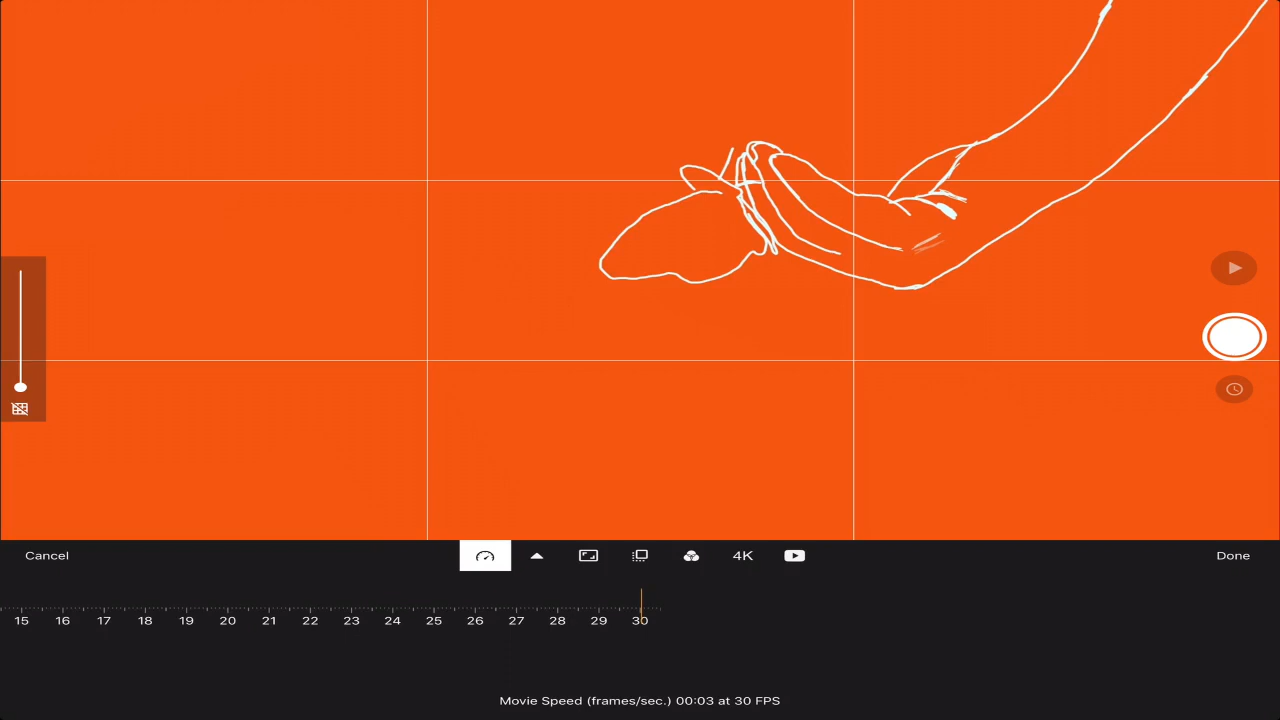 Cancel
4K
Done
15 16 17 18 19 20 21 22 23 24 25 26 27 28 29 30
Movie Speed (frames/sec.) 00:03 at 30 FPS